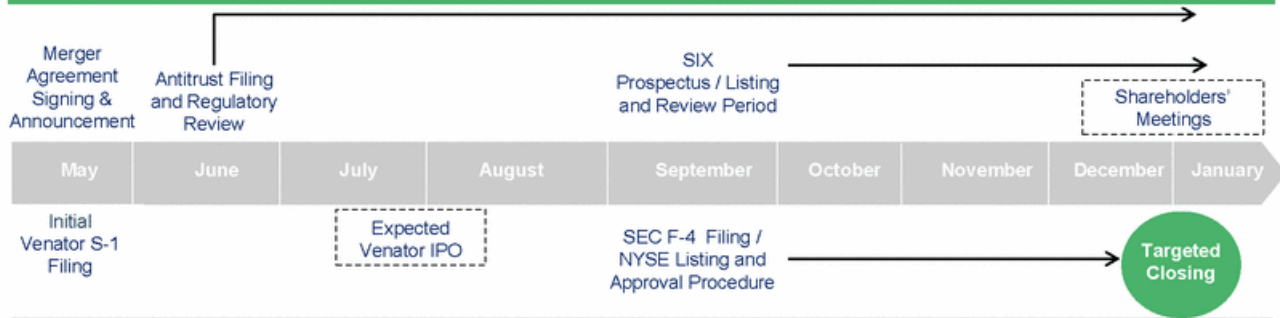 Merger
Agreement
Signing &
Announcement
Antitrust Filing
and Regulatory
Review
SIX
Prospectus / Listing
and Review Period
Shareholders'
Meetings
May
June
July
August
September
October
November
December
January
Initial
Venator S-1
Filing
Expected
Venator IPO
SEC F-4 Filing /
NYSE Listing and
Approval Procedure
Targeted
Closing